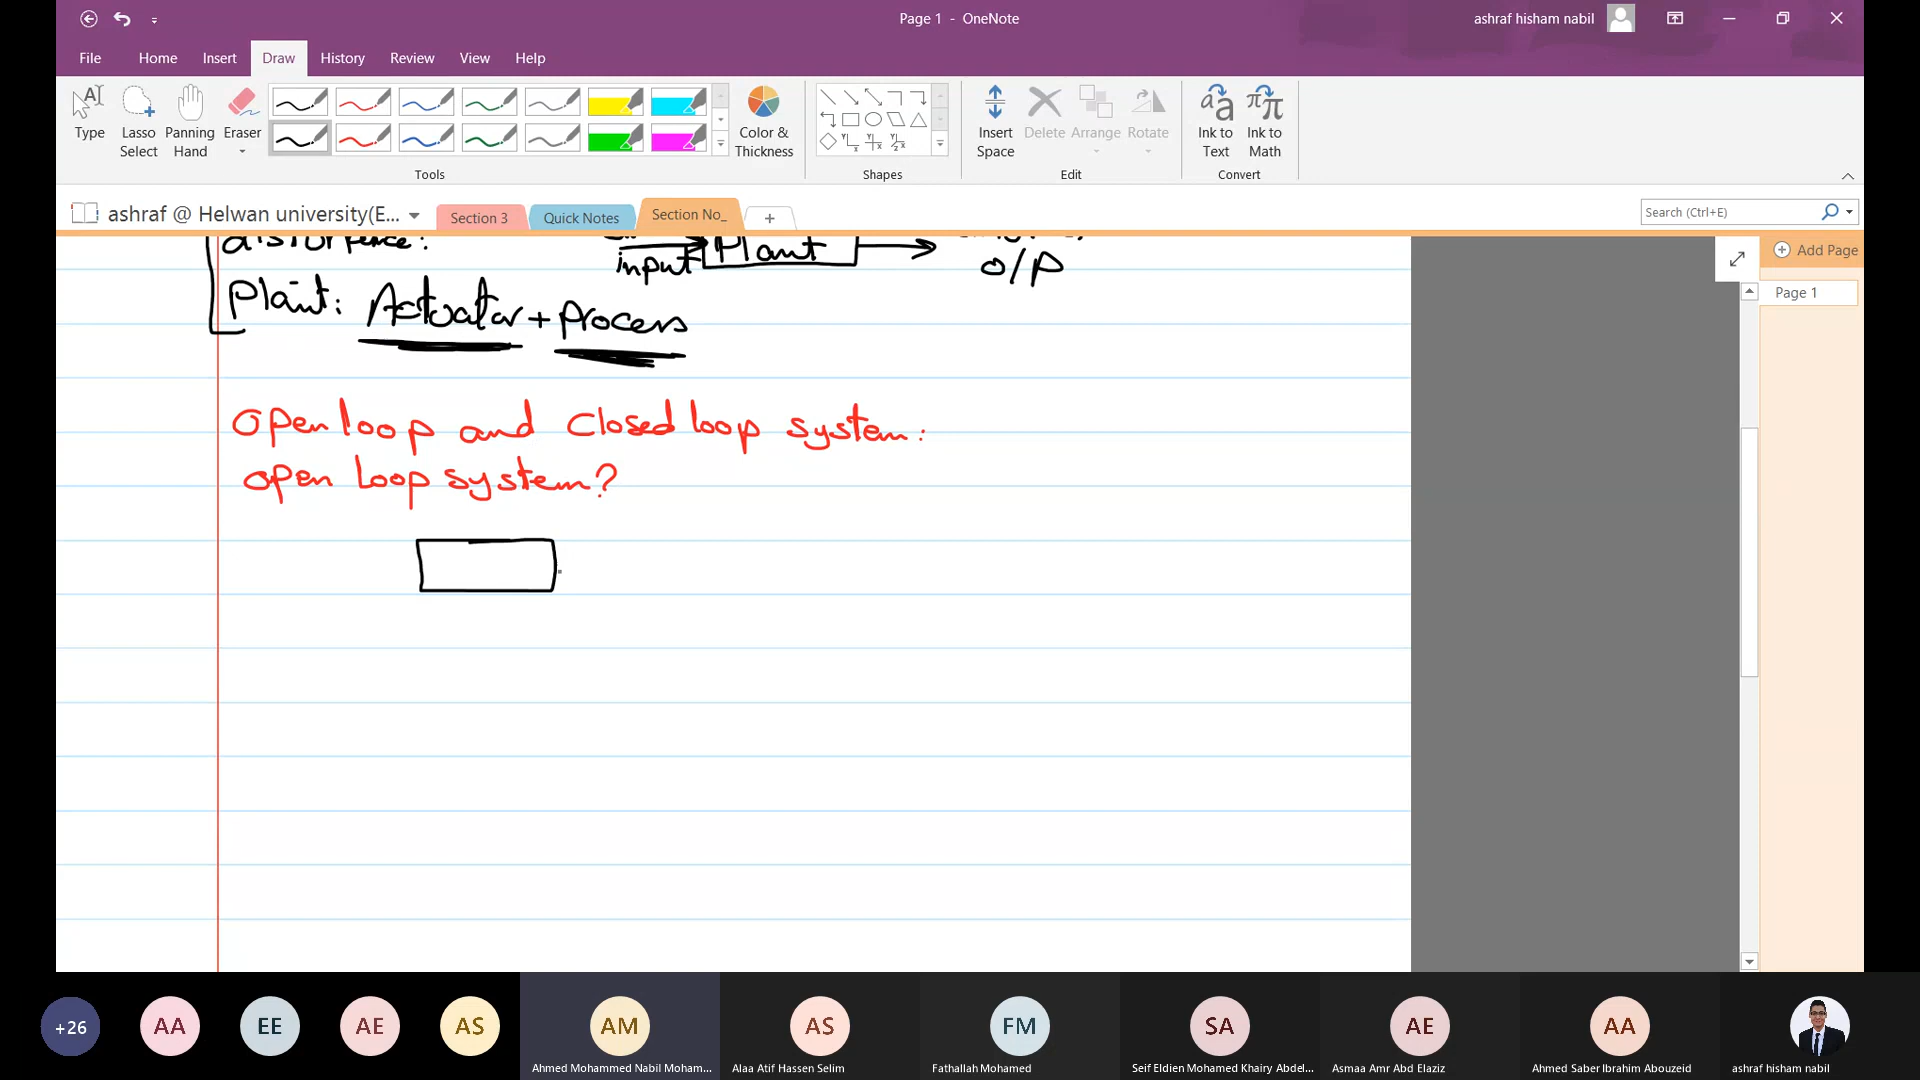 Page 1 - OneNote
ashraf hisham nabil
File Home Insert Draw History Review View Help
Type
Lasso Select
Panning Hand
Eraser
Color & Thickness
Insert Space
Delete
Arrange
Rotate
Ink to Text
Ink to Math
Tools
Shapes
Edit
Convert
ashraf @ Helwan university(E...
Section 3
Quick Notes
Section No_
Search (Ctrl+E)
Add Page
Page 1
Plant
input
O/P
Plant: Actuator + process
Open loop and Closed loop system:
open loop system?
+26
AA
EE
AE
AS
AM
AS
FM
SA
AE
AA
Ahmed Mohammed Nabil Moham...
Alaa Atif Hassen Selim
Fathallah Mohamed
Seif Eldien Mohamed Khairy Abdel...
Asmaa Amr Abd Elaziz
Ahmed Saber Ibrahim Abouzeid
ashraf hisham nabil